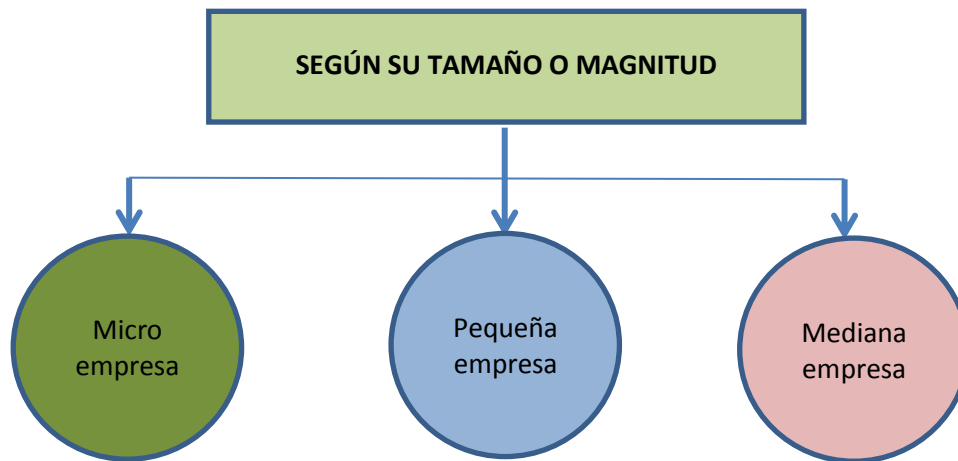 SEGÚN SU TAMAÑO O MAGNITUD
Micro
empresa
Pequeña
empresa
Mediana
empresa